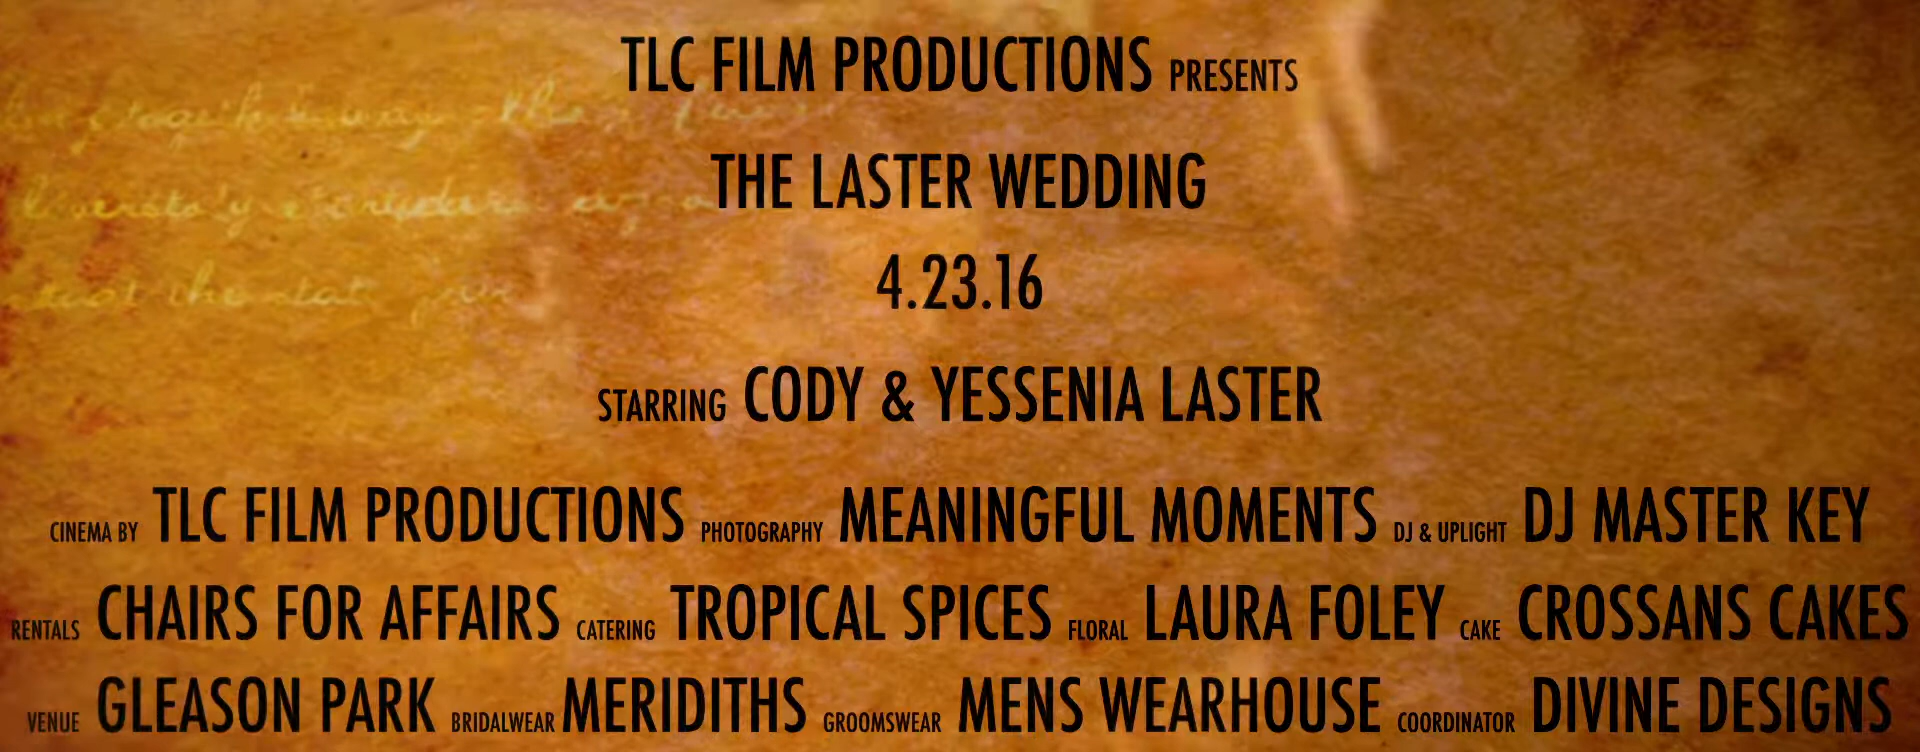 TLC FILM PRODUCTIONS PRESENTS
THE LASTER WEDDING
4.23.16
STARRING CODY & YESSENIA LASTER
CINEMA BY TLC FILM PRODUCTIONS PHOTOGRAPHY MEANINGFUL MOMENTS DJ & UPLIGHT DJ MASTER KEY
RENTALS CHAIRS FOR AFFAIRS CATERING TROPICAL SPICES FLORAL LAURA FOLEY CAKE CROSSANS CAKES
VENUE GLEASON PARK BRIDALWEAR MERIDITHS GROOMSWEAR MENS WEARHOUSE COORDINATOR DIVINE DESIGNS